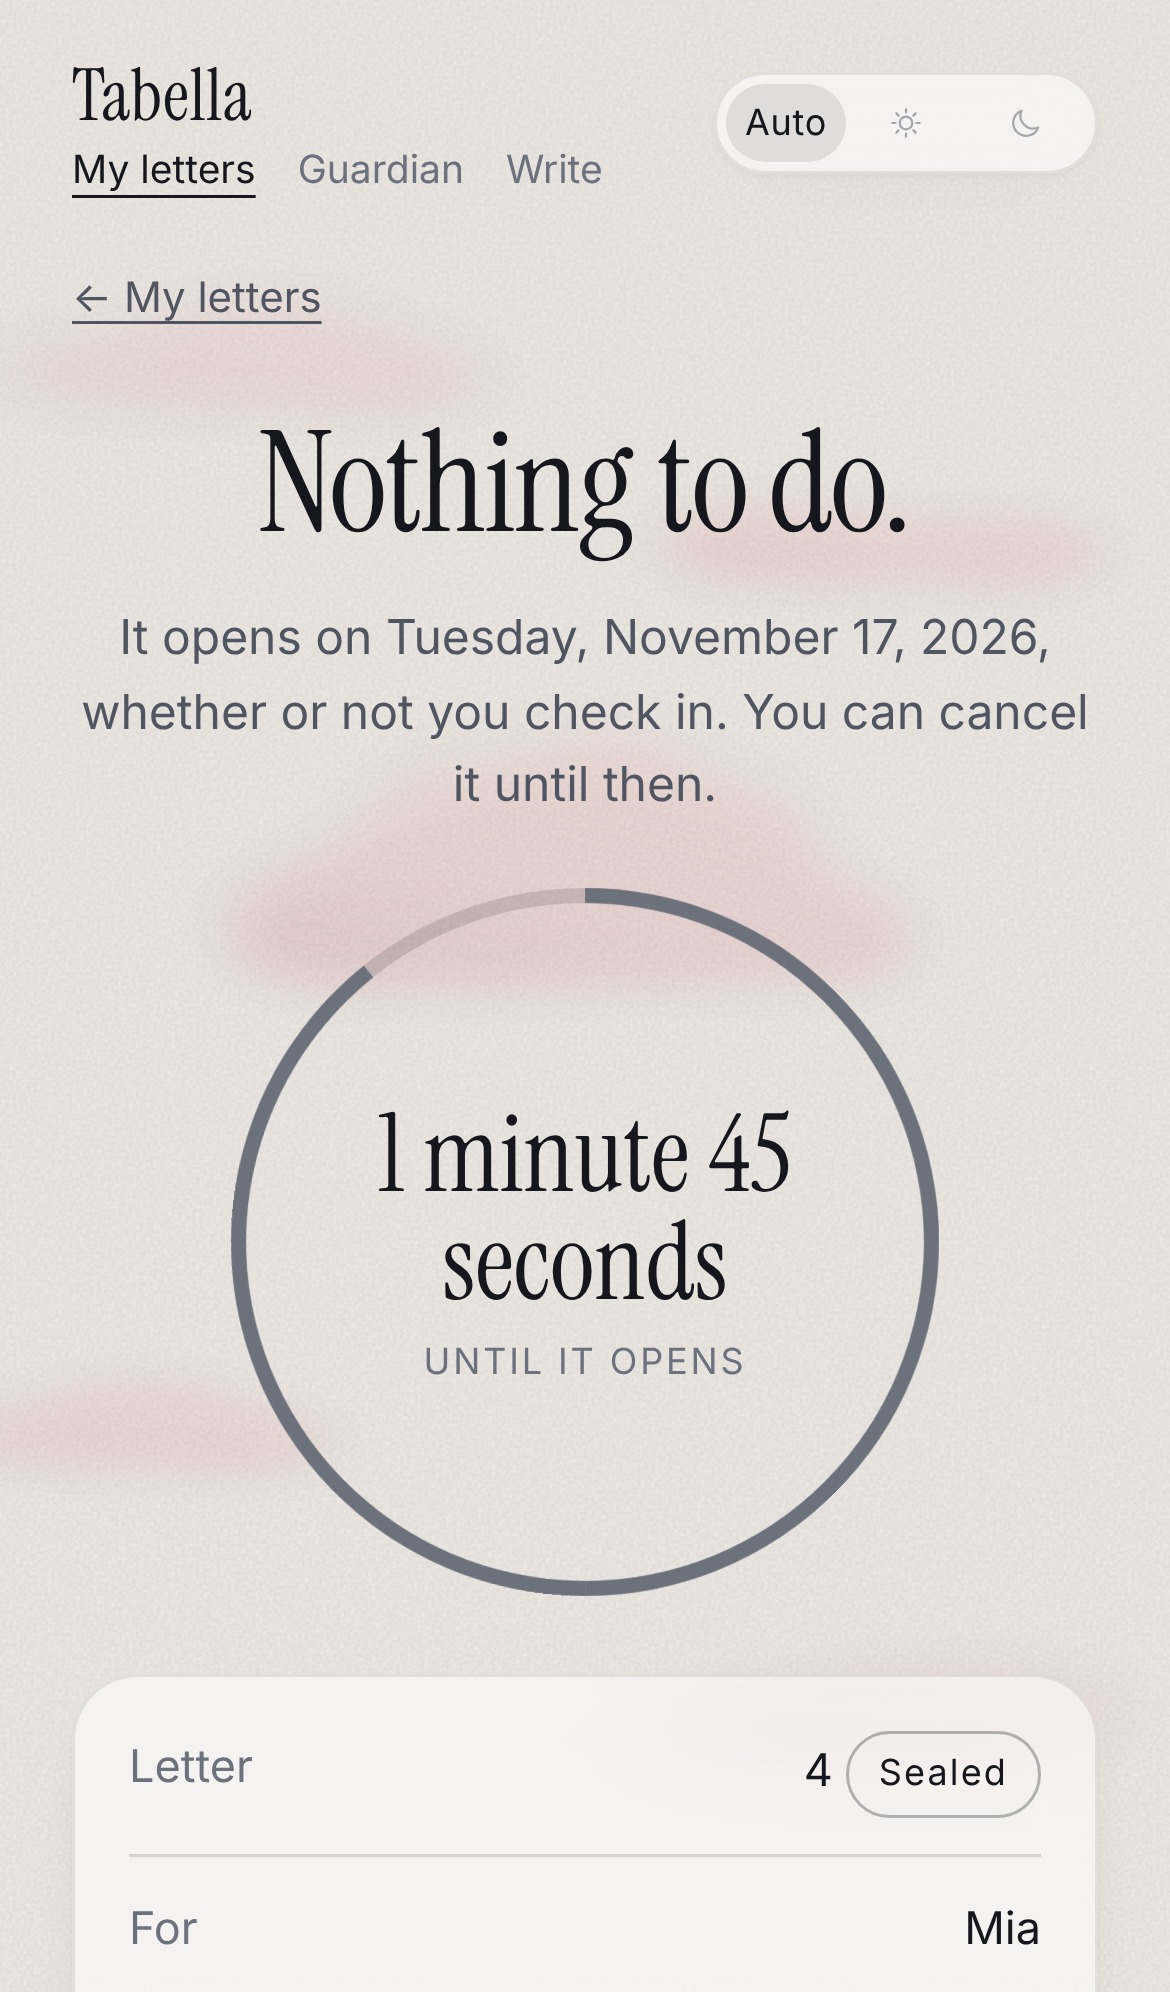 Tabella
Auto
My letters Guardian Write
← My letters
Nothing to do.
It opens on Tuesday, November 17, 2026,
whether or not you check in. You can cancel
it until then.
1 minute 45
seconds
UNTIL IT OPENS
Letter 4 Sealed
For Mia